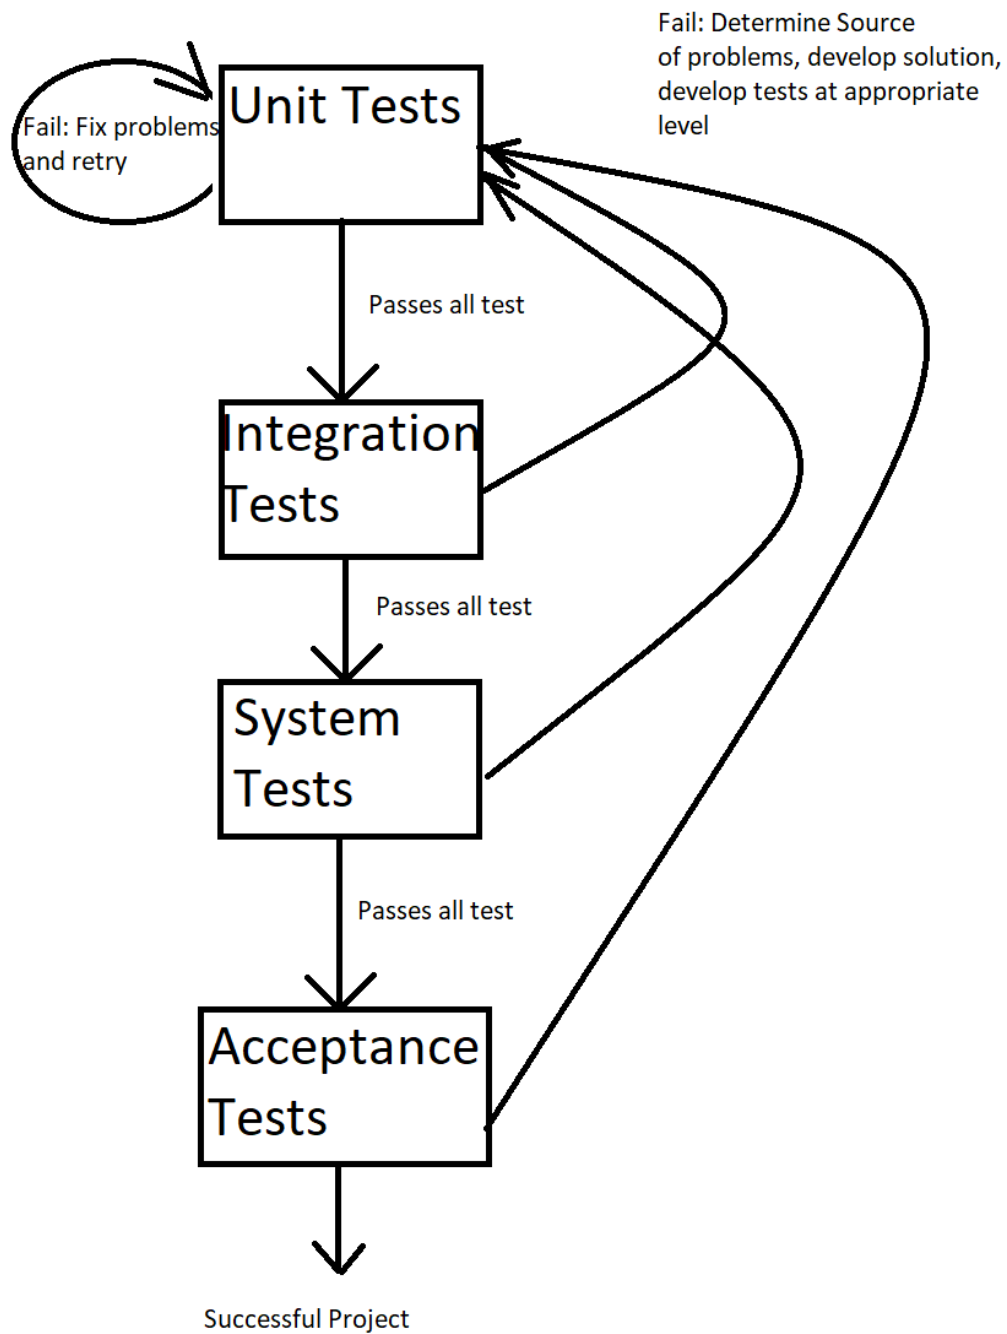 Fail: Determine Source
of problems, develop solution,
develop tests at appropriate
level
Unit Tests
Fail: Fix problems
and retry
Passes all test
Integration
Tests
Passes all test
System
Tests
Passes all test
Acceptance
Tests
Successful Project